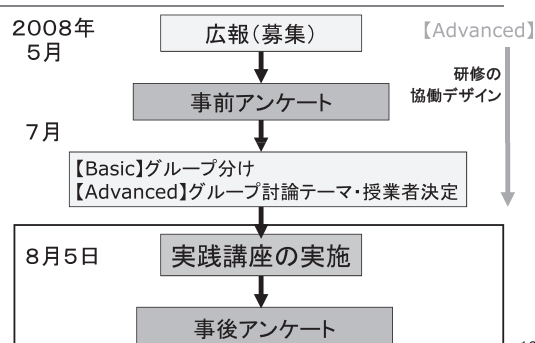 2008年
5月
広報(募集)
【Advanced】
研修の
協働デザイン
事前アンケート
7月
【Basic】グループ分け
【Advanced】グループ討論テーマ・授業者決定
8月5日
実践講座の実施
事後アンケート